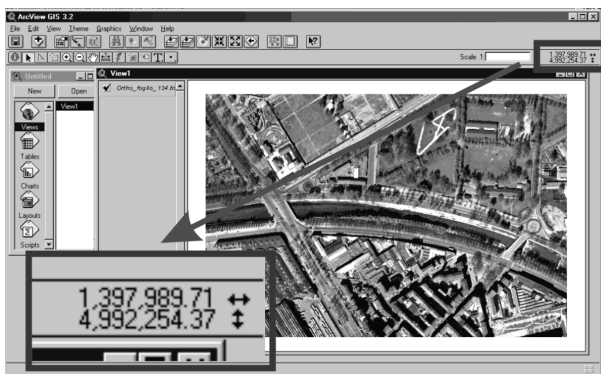 ArcView GIS 3.2
File Edit View Theme Graphics Window Help
Scale 1:
1,397,989.71
4,992,254.37
Untitled
New Open
Views
Tables
Charts
Layouts
Scripts
View1
View1
Ortho_foglio_134
1,397,989.71 ↔
4,992,254.37 ↕